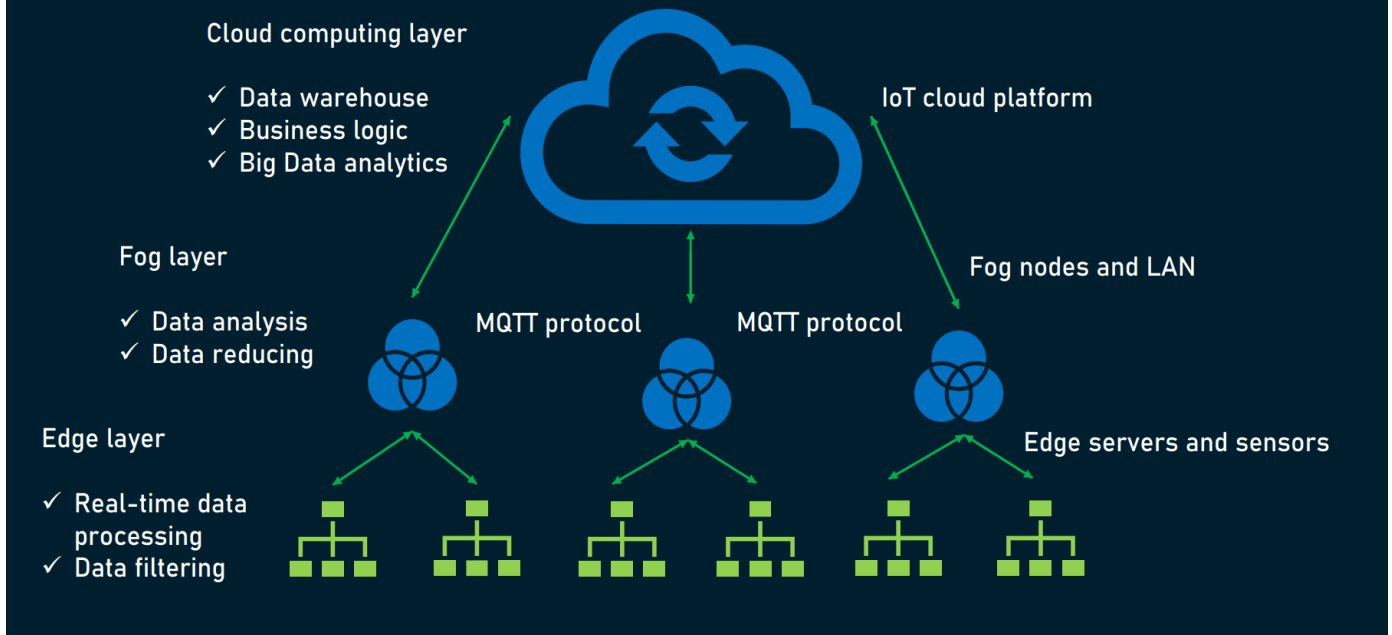 Cloud computing layer
✓ Data warehouse
✓ Business logic
✓ Big Data analytics
IoT cloud platform
Fog layer
✓ Data analysis
✓ Data reducing
MQTT protocol
MQTT protocol
Fog nodes and LAN
Edge layer
✓ Real-time data
processing
✓ Data filtering
Edge servers and sensors